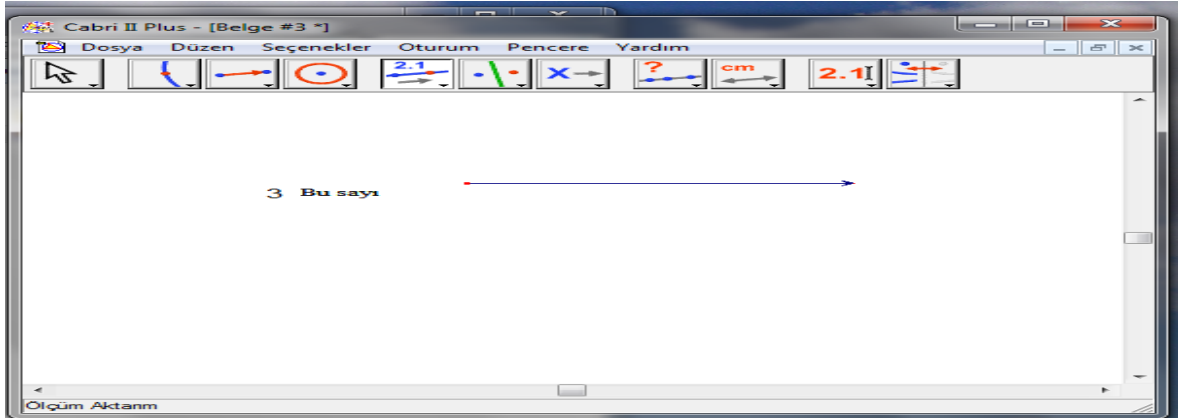 Cabri II Plus - [Belge #3 *]
Dosya Düzen Seçenekler Oturum Pencere Yardım
2.1 X ? cm 2.1
3 Bu sayı
Ölçüm Aktarım